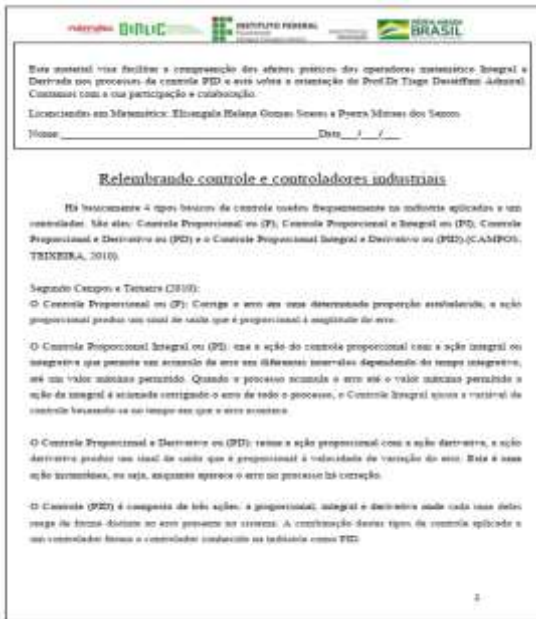 INSTITUTO FEDERAL
PÁTRIA AMADA
BRASIL
Este material visa facilitar a compreensão dos efeitos práticos dos operadores matemático Integral e
Derivada nos processos de controle PID e está sobre a orientação do Prof.Dr Tiago Destéffani Admiral.
Contamos com a sua participação e colaboração.
Licenciandas em Matemática: Elisangela Helena Gomes Soares e Poema Moraes dos Santos
Nome: Data / /
Relembrando controle e controladores industriais
Há basicamente 4 tipos básicos de controle usados frequentemente na indústria aplicados a um
controlador. São eles: Controle Proporcional ou (P); Controle Proporcional e Integral ou (PI); Controle
Proporcional e Derivativo ou (PD) e o Controle Proporcional Integral e Derivativo ou (PID).(CAMPOS;
TEIXEIRA, 2010).
Segundo Campos e Teixeira (2010):
O Controle Proporcional ou (P): Corrige o erro em uma determinada proporção estabelecida, a ação
proporcional produz um sinal de saída que é proporcional à amplitude do erro.
O Controle Proporcional Integral ou (PI): une a ação do controle proporcional com a ação integral ou
integrativa que permite um acúmulo do erro em diferentes intervalos dependendo do tempo integrativo,
até um valor máximo permitido. Quando o processo acumula o erro até o valor máximo permitido a
ação da integral é acionada corrigindo o erro de todo o processo, o Controle Integral ajusta a variável de
controle baseando-se no tempo em que o erro acontece.
O Controle Proporcional e Derivativo ou (PD): reúne a ação proporcional com a ação derivativa, a ação
derivativa produz um sinal de saída que é proporcional à velocidade de variação do erro. Esta é uma
ação instantânea, ou seja, enquanto aparece o erro no processo há correção.
O Controle (PID) é composto de três ações: a proporcional, integral e derivativa onde cada uma delas
reage de forma distinta ao erro presente no sistema. A combinação destes tipos de controle aplicado a
um controlador forma o controlador conhecido na indústria como PID.
2